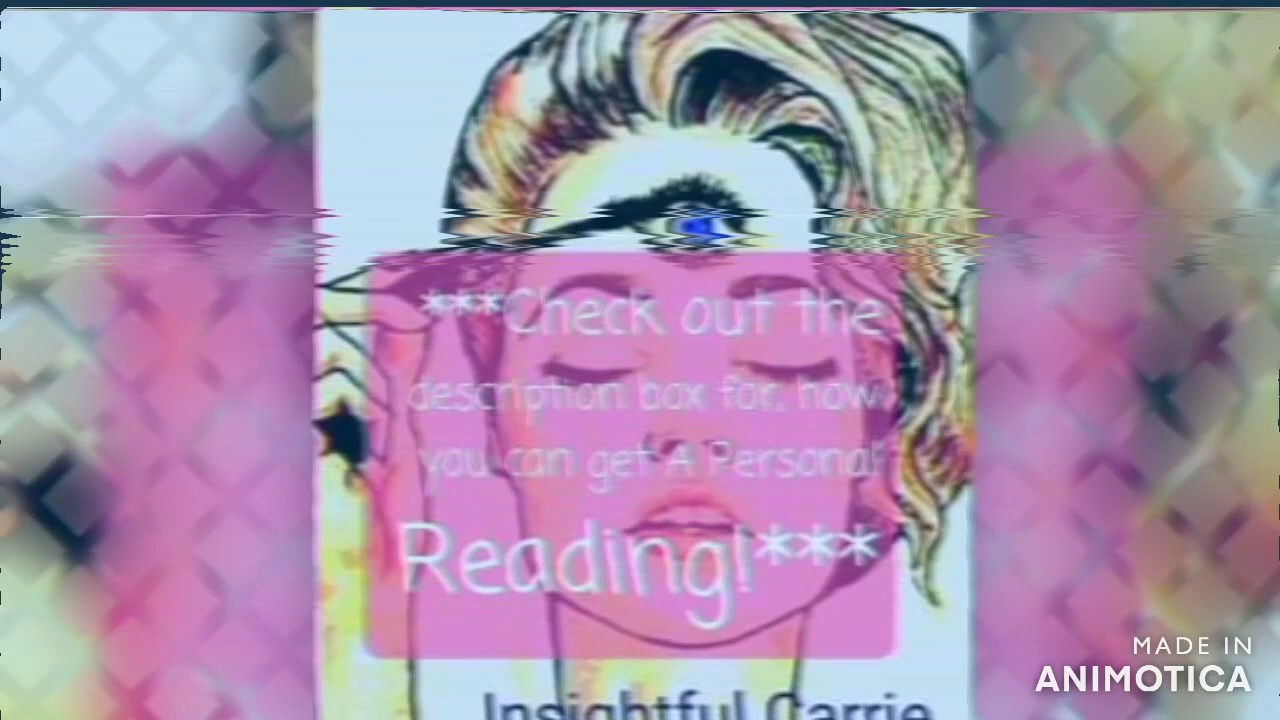 ***Check out the
description box for. how
you can get A Personal
Reading!***
Insightful Carrie
MADE IN
ANIMOTICA